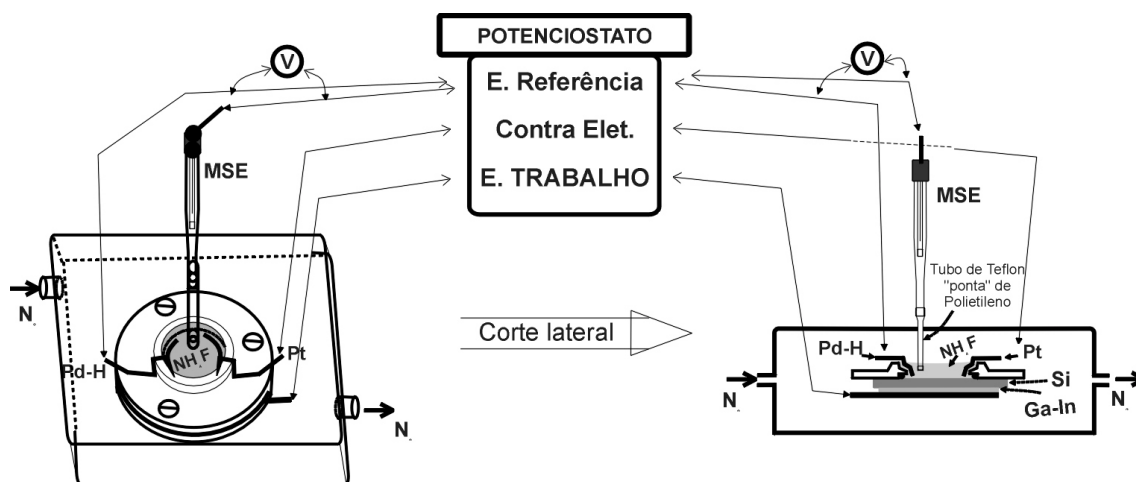 POTENCIOSTATO
V
E. Referência
Contra Elet.
E. TRABALHO
V
MSE
MSE
Tubo de Teflon
"ponta" de
Polietileno
N
Corte lateral
Pd-H
NH F
Pt
Pd-H
NH F
Pt
N
N
Si
Ga-In
N